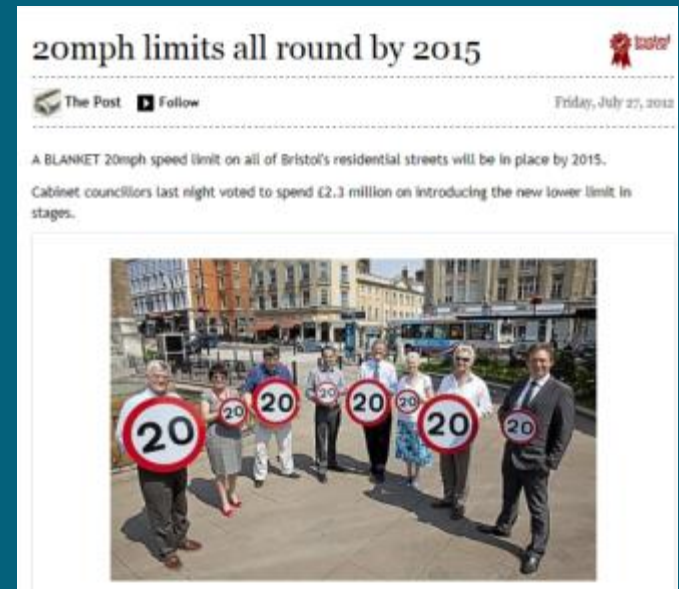 20mph limits all round by 2015
trusted
source
The Post Follow
Friday, July 27, 2012
A BLANKET 20mph speed limit on all of Bristol's residential streets will be in place by 2015.
Cabinet councillors last night voted to spend £2.3 million on introducing the new lower limit in
stages.
20 20 20 20 20 20 20 20